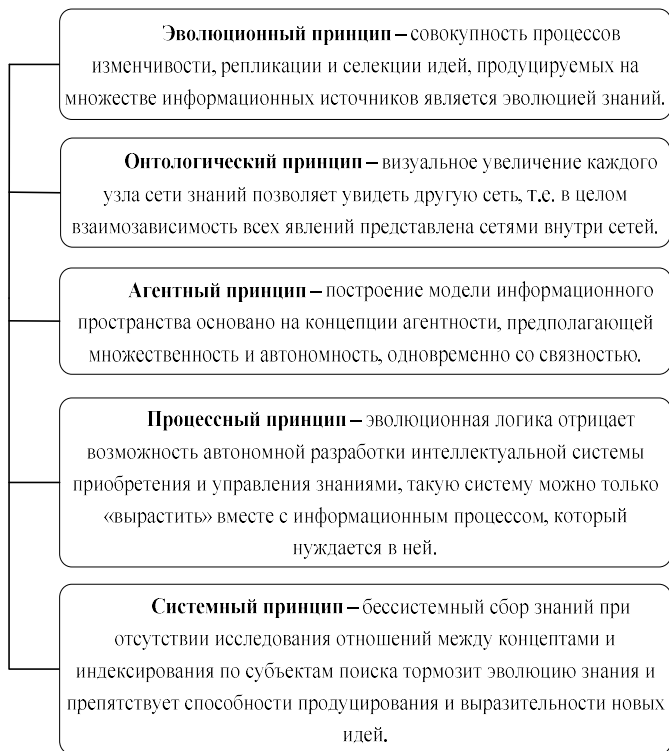 Эволюционный принцип – совокупность процессов
изменчивости, репликации и селекции идей, продуцируемых на
множестве информационных источников является эволюцией знаний.
Онтологический принцип – визуальное увеличение каждого
узла сети знаний позволяет увидеть другую сеть, т.е. в целом
взаимозависимость всех явлений представлена сетями внутри сетей.
Агентный принцип – построение модели информационного
пространства основано на концепции агентности, предполагающей
множественность и автономность, одновременно со связностью.
Процессный принцип – эволюционная логика отрицает
возможность автономной разработки интеллектуальной системы
приобретения и управления знаниями, такую систему можно только
«вырастить» вместе с информационным процессом, который
нуждается в ней.
Системный принцип – бессистемный сбор знаний при
отсутствии исследования отношений между концептами и
индексирования по субъектам поиска тормозит эволюцию знания и
препятствует способности продуцирования и выразительности новых
идей.